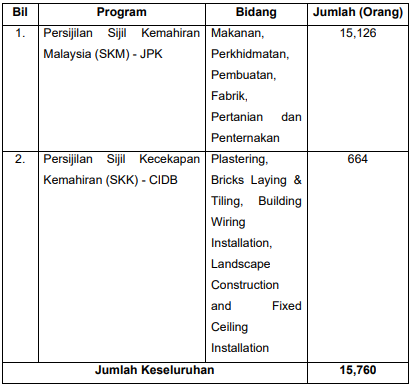 Bil Program Bidang Jumlah (Orang)
1. Persijilan Sijil Kemahiran Makanan, 15,126
Malaysia (SKM) - JPK Perkhidmatan,
Pembuatan,
Fabrik,
Pertanian dan
Penternakan
2. Persijilan Sijil Kecekapan Plastering, 664
Kemahiran (SKK) - CIDB Bricks Laying &
Tiling, Building
Wiring
Installation,
Landscape
Construction
and Fixed
Ceiling
Installation
Jumlah Keseluruhan 15,760